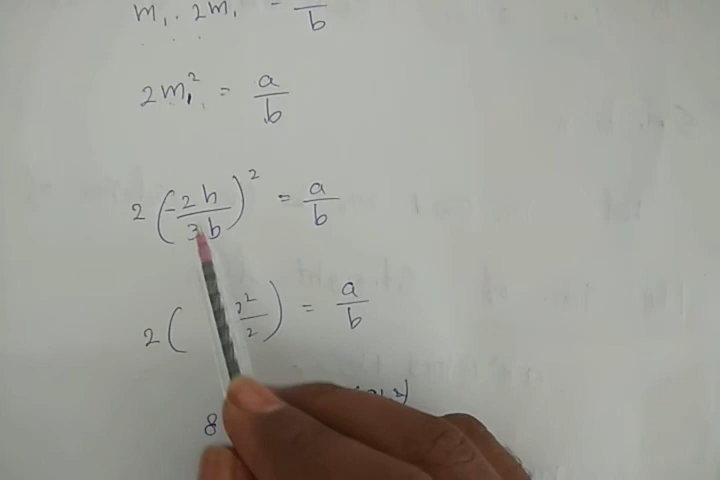 m₁ . 2m₁ = —/b
2m₁² = a/b
2(-2h/3b)² = a/b
2( ) = a/b
8